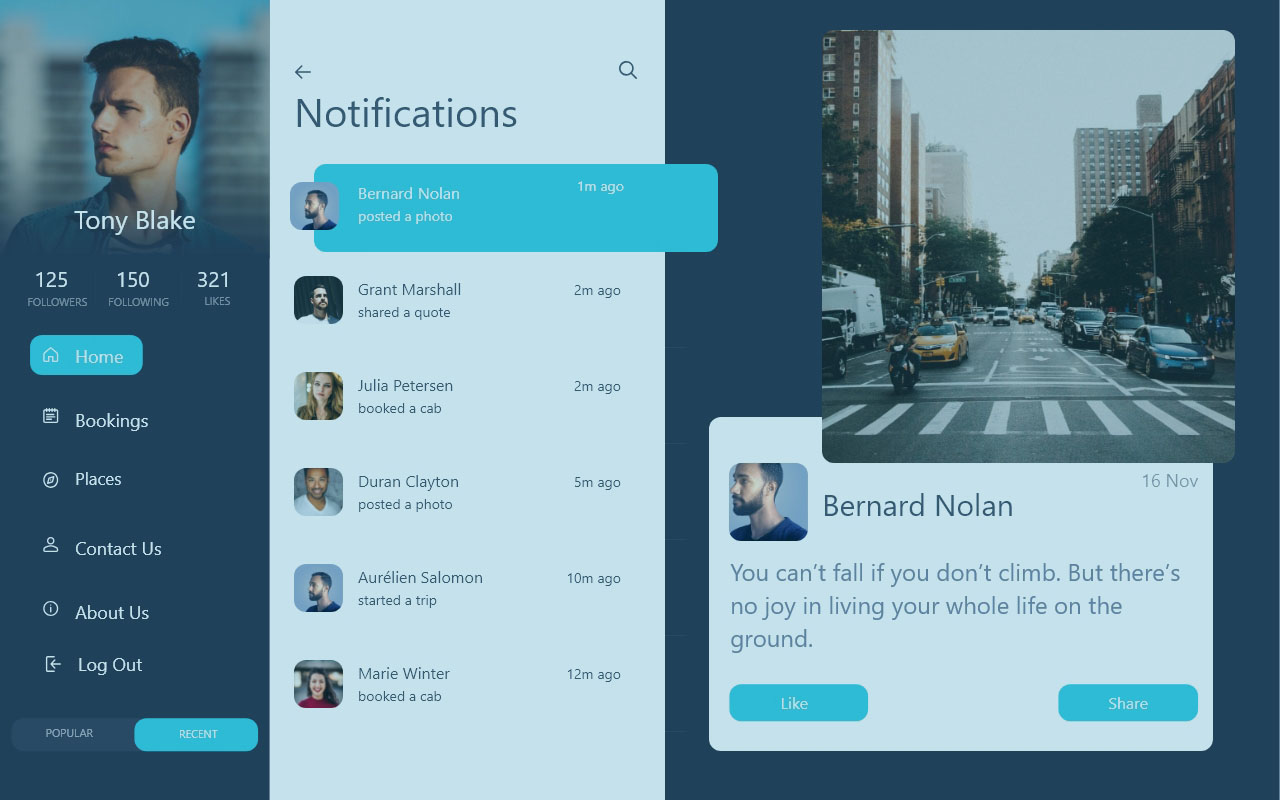 Tony Blake
125
150
321
FOLLOWERS
FOLLOWING
LIKES
Home
Bookings
Places
Contact Us
About Us
Log Out
POPULAR
RECENT
Notifications
Bernard Nolan
1m ago
posted a photo
Grant Marshall
2m ago
shared a quote
Julia Petersen
2m ago
booked a cab
Duran Clayton
5m ago
posted a photo
Aurélien Salomon
10m ago
started a trip
Marie Winter
12m ago
booked a cab
16 Nov
Bernard Nolan
You can’t fall if you don’t climb. But there’s
no joy in living your whole life on the
ground.
Like
Share